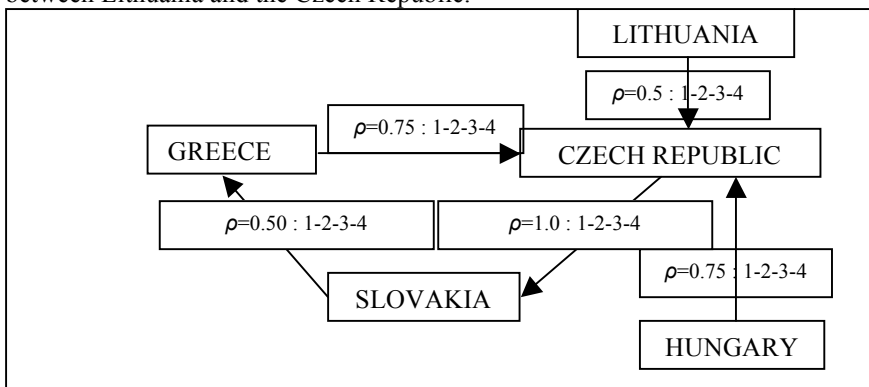 between Lithuania and the Czech Republic.
LITHUANIA
ρ=0.5 : 1-2-3-4
ρ=0.75 : 1-2-3-4
GREECE
CZECH REPUBLIC
ρ=0.50 : 1-2-3-4
ρ=1.0 : 1-2-3-4
ρ=0.75 : 1-2-3-4
SLOVAKIA
HUNGARY